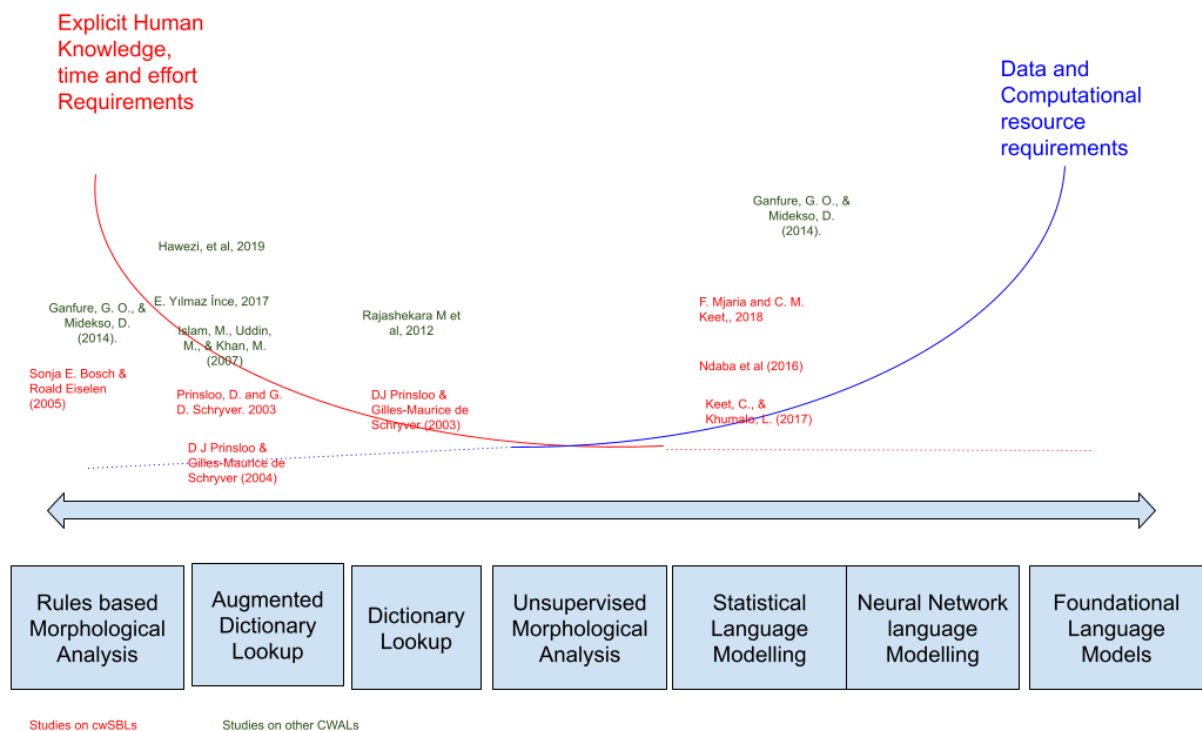 Explicit Human
Knowledge,
time and effort
Requirements
Data and
Computational
resource
requirements
Ganfure, G. O., &
Midekso, D.
(2014).
Hawezi, et al, 2019
E. Yılmaz Înce, 2017
Ganfure, G. O., &
Midekso, D.
(2014).
Islam, M., Uddin,
M., & Khan, M.
(2007)
Rajashekara M et
al, 2012
F. Mjaria and C. M.
Keet,, 2018
Sonja E. Bosch &
Roald Eiselen
(2005)
Ndaba et al (2016)
Prinsloo, D. and G.
D. Schryver. 2003
DJ Prinsloo &
Gilles-Maurice de
Schryver (2003)
Keet, C., &
Khumalo, L. (2017)
D J Prinsloo &
Gilles-Maurice de
Schryver (2004)
Rules based
Morphological
Analysis
Augmented
Dictionary
Lookup
Dictionary
Lookup
Unsupervised
Morphological
Analysis
Statistical
Language
Modelling
Neural Network
language
Modelling
Foundational
Language
Models
Studies on cwSBLs
Studies on other CWALs